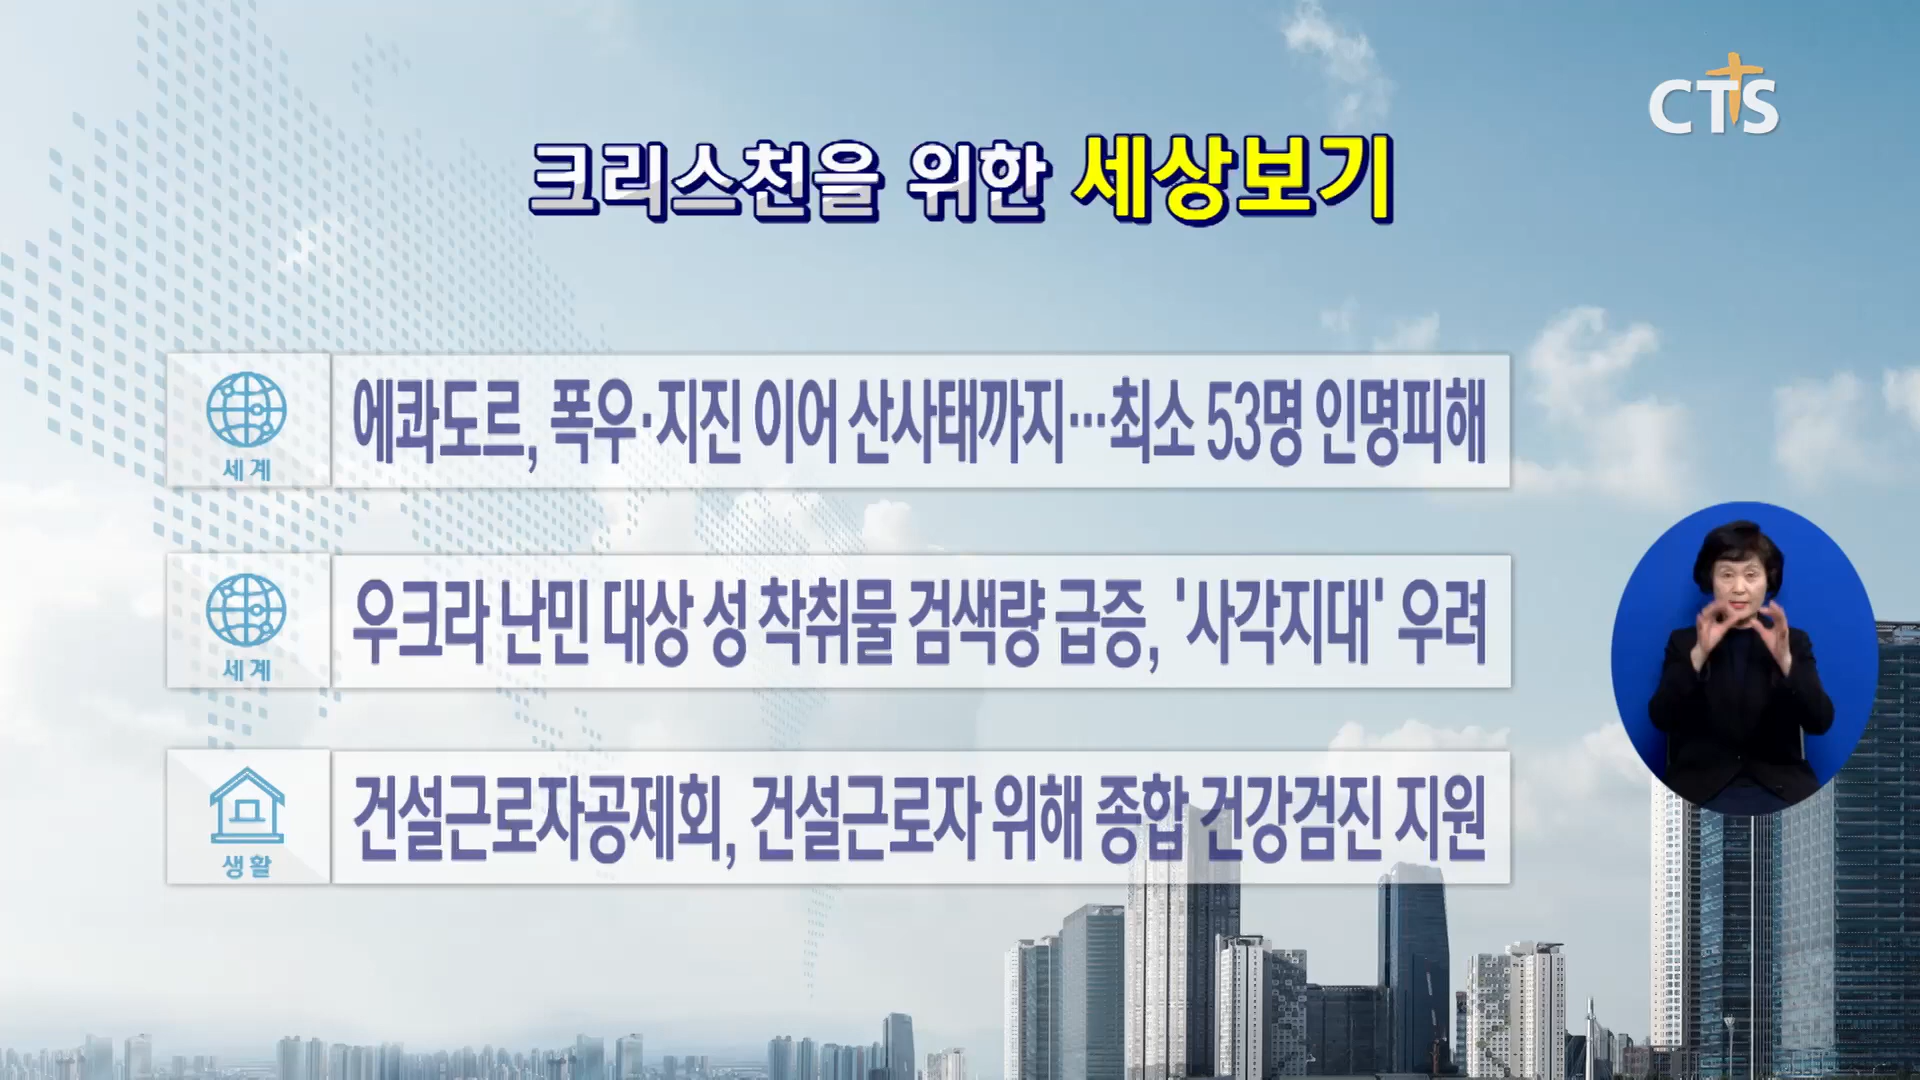 CTS
크리스천을 위한 세상보기
세계
에콰도르, 폭우·지진 이어 산사태까지…최소 53명 인명피해
세계
우크라 난민 대상 성 착취물 검색량 급증, '사각지대' 우려
생활
건설근로자공제회, 건설근로자 위해 종합 건강검진 지원